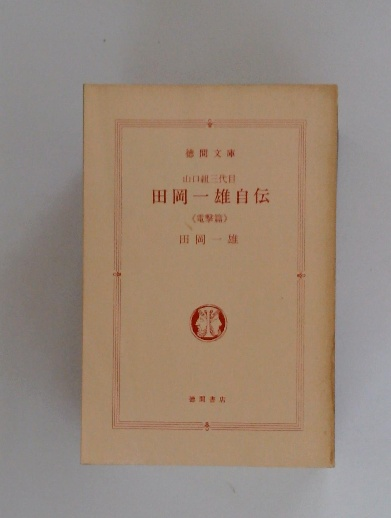 徳間文庫
山口組三代目
田岡一雄自伝
《電撃篇》
田岡一雄
徳間書店